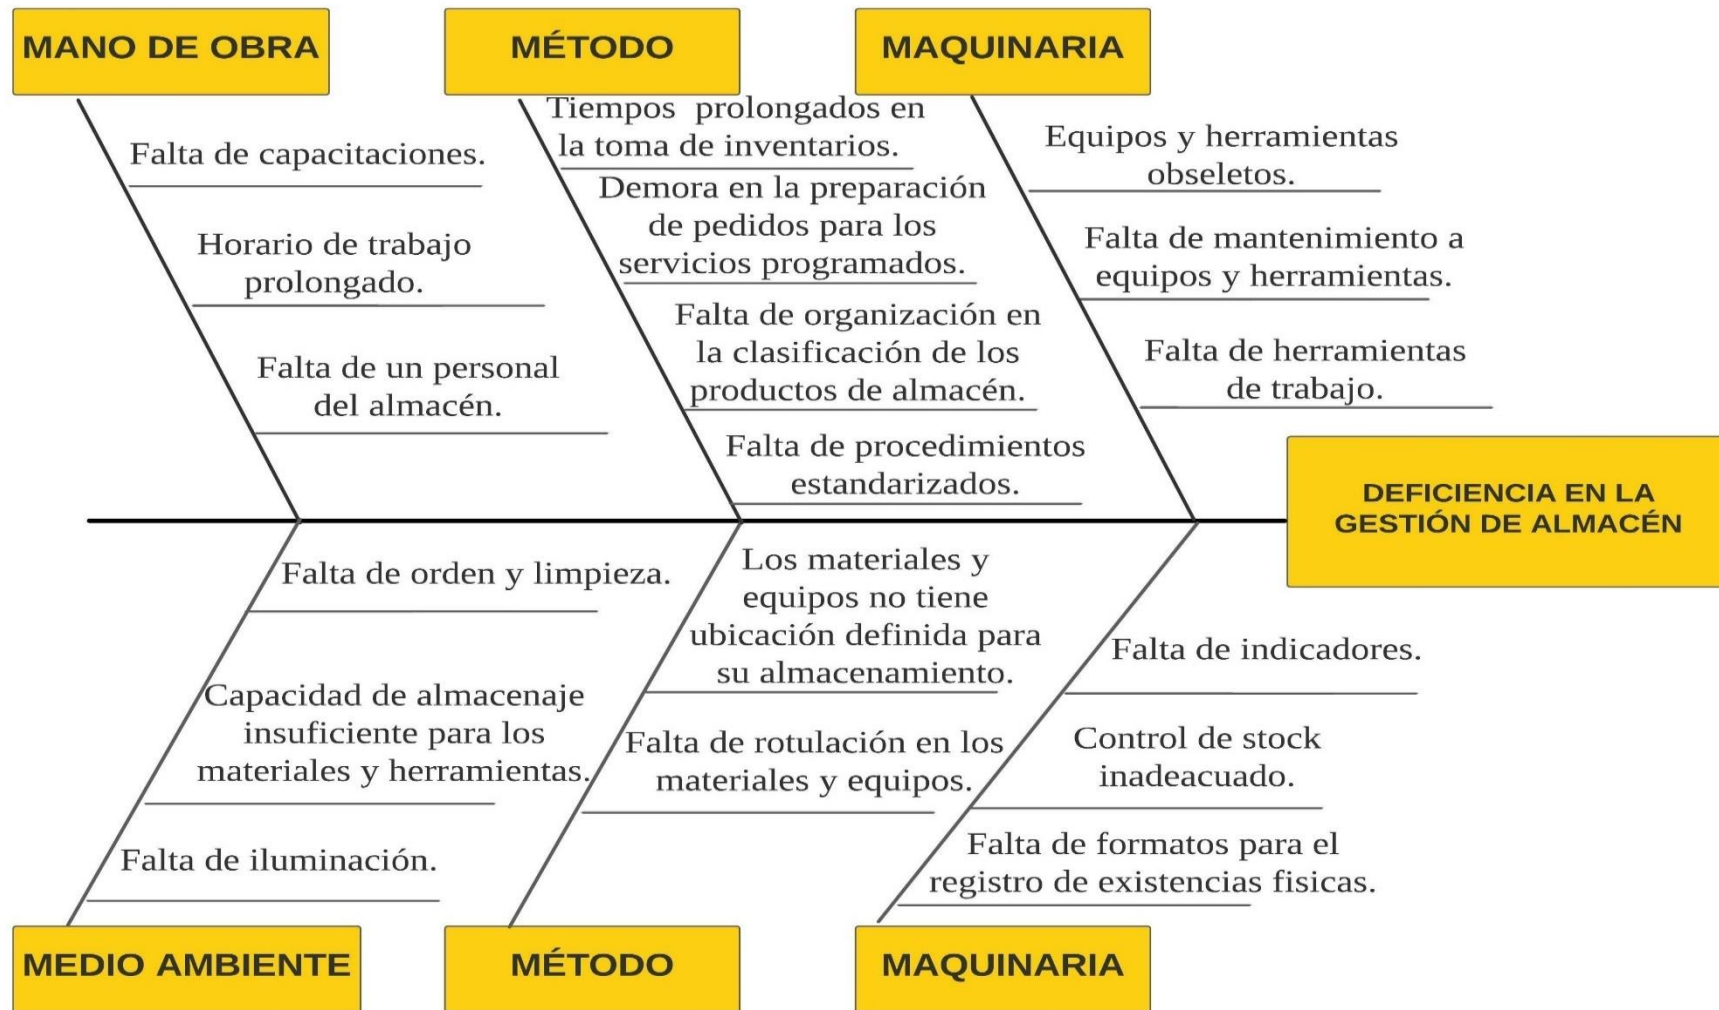 MANO DE OBRA
MÉTODO
MAQUINARIA
Falta de capacitaciones.
Horario de trabajo
prolongado.
Falta de un personal
del almacén.
Tiempos prolongados en
la toma de inventarios.
Demora en la preparación
de pedidos para los
servicios programados.
Falta de organización en
la clasificación de los
productos de almacén.
Falta de procedimientos
estandarizados.
Equipos y herramientas
obseletos.
Falta de mantenimiento a
equipos y herramientas.
Falta de herramientas
de trabajo.
DEFICIENCIA EN LA
GESTIÓN DE ALMACÉN
Falta de orden y limpieza.
Capacidad de almacenaje
insuficiente para los
materiales y herramientas.
Falta de iluminación.
Los materiales y
equipos no tiene
ubicación definida para
su almacenamiento.
Falta de rotulación en los
materiales y equipos.
Falta de indicadores.
Control de stock
inadeacuado.
Falta de formatos para el
registro de existencias fisicas.
MEDIO AMBIENTE
MÉTODO
MAQUINARIA